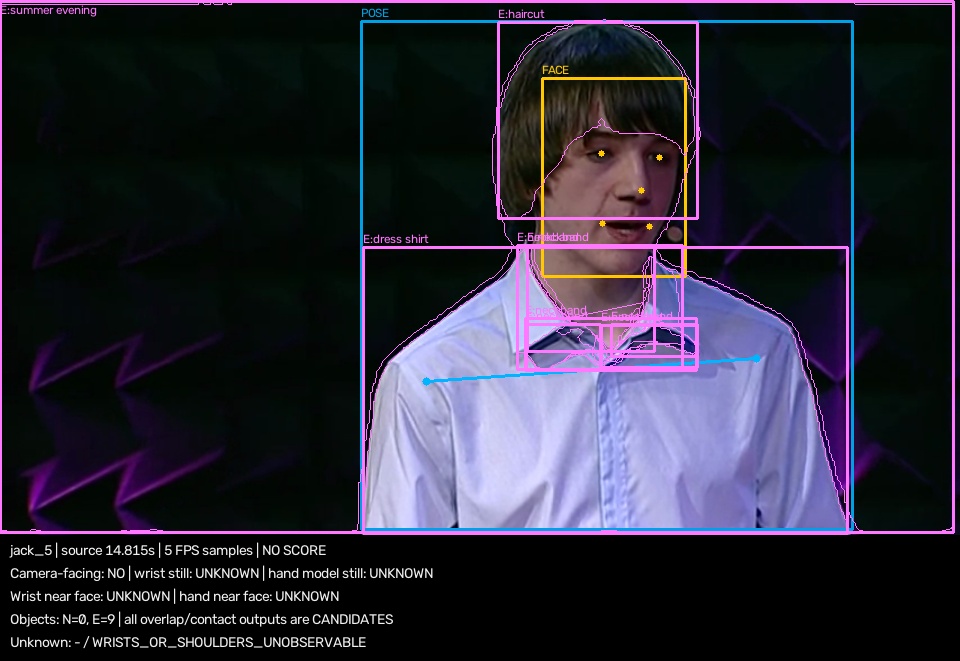 E:summer evening
POSE
E:haircut
FACE
E:dress shirt
jack_5 | source 14.815s | 5 FPS samples | NO SCORE
Camera-facing: NO | wrist still: UNKNOWN | hand model still: UNKNOWN
Wrist near face: UNKNOWN | hand near face: UNKNOWN
Objects: N=0, E=9 | all overlap/contact outputs are CANDIDATES
Unknown: - / WRISTS_OR_SHOULDERS_UNOBSERVABLE